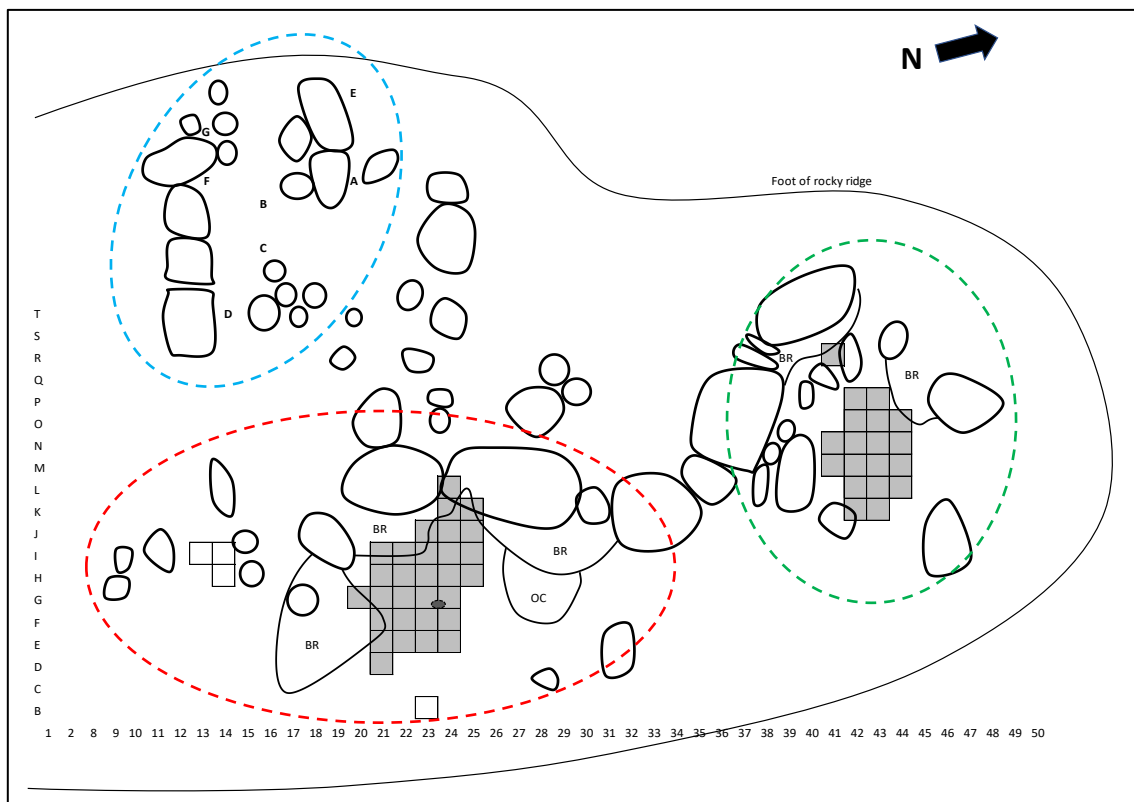 N
E
G
A
F
B
Foot of rocky ridge
C
D
T
S
R
Q
P
O
N
M
L
K
J
I
H
G
F
E
D
C
B
BR
BR
BR
BR
OC
BR
1 2 8 9 10 11 12 13 14 15 16 17 18 19 20 21 22 23 24 25 26 27 28 29 30 31 32 33 34 35 36 37 38 39 40 41 42 43 44 45 46 47 48 49 50